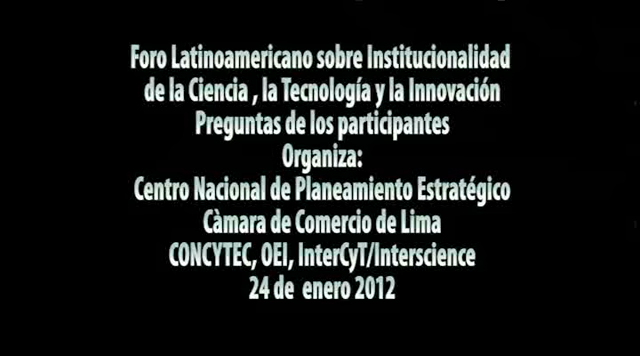 Foro Latinoamericano sobre Institucionalidad
de la Ciencia , la Tecnología y la Innovación
Preguntas de los participantes
Organiza:
Centro Nacional de Planeamiento Estratégico
Càmara de Comercio de Lima
CONCYTEC, OEI, InterCyT/Interscience
24 de enero 2012